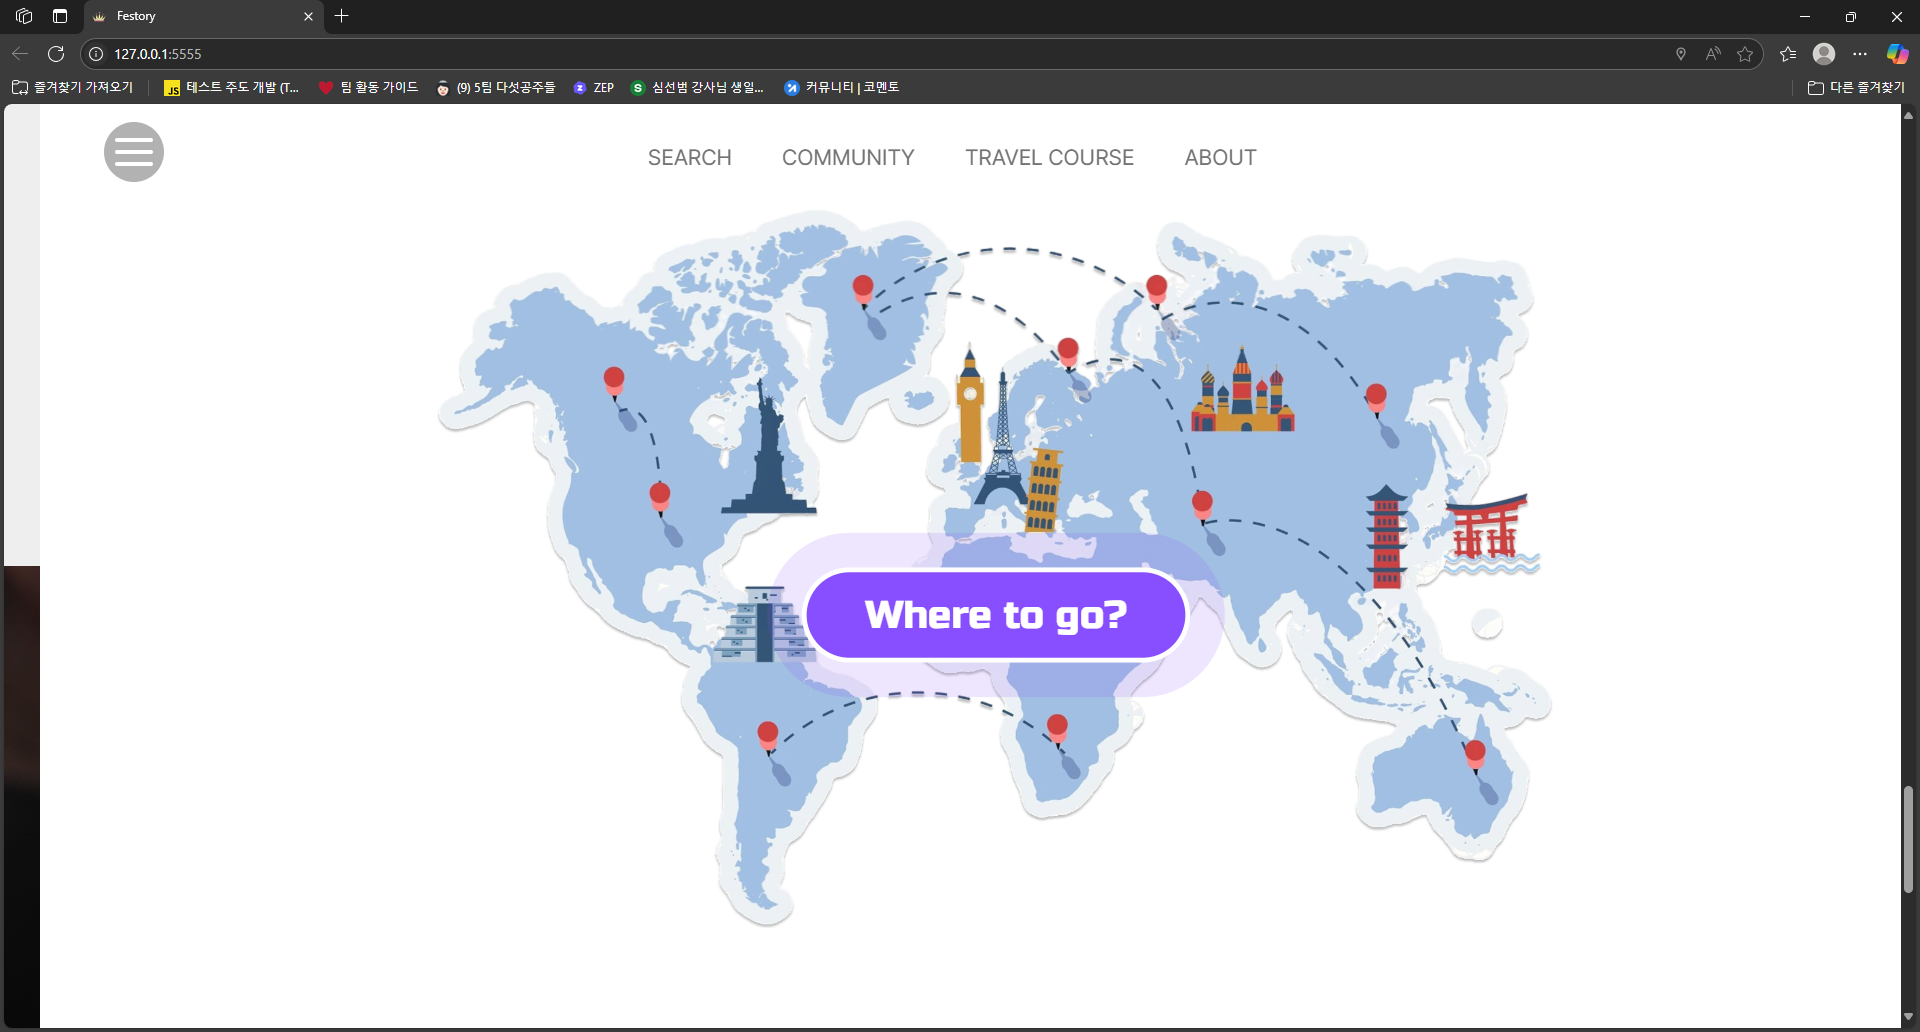 Festory
127.0.0.1:5555
즐겨찾기 가져오기
테스트 주도 개발 (T...
팀 활동 가이드
(9) 5팀 다섯공주들
ZEP
심선범 강사님 생일...
커뮤니티 | 코멘토
다른 즐겨찾기
SEARCH COMMUNITY TRAVEL COURSE ABOUT
Where to go?